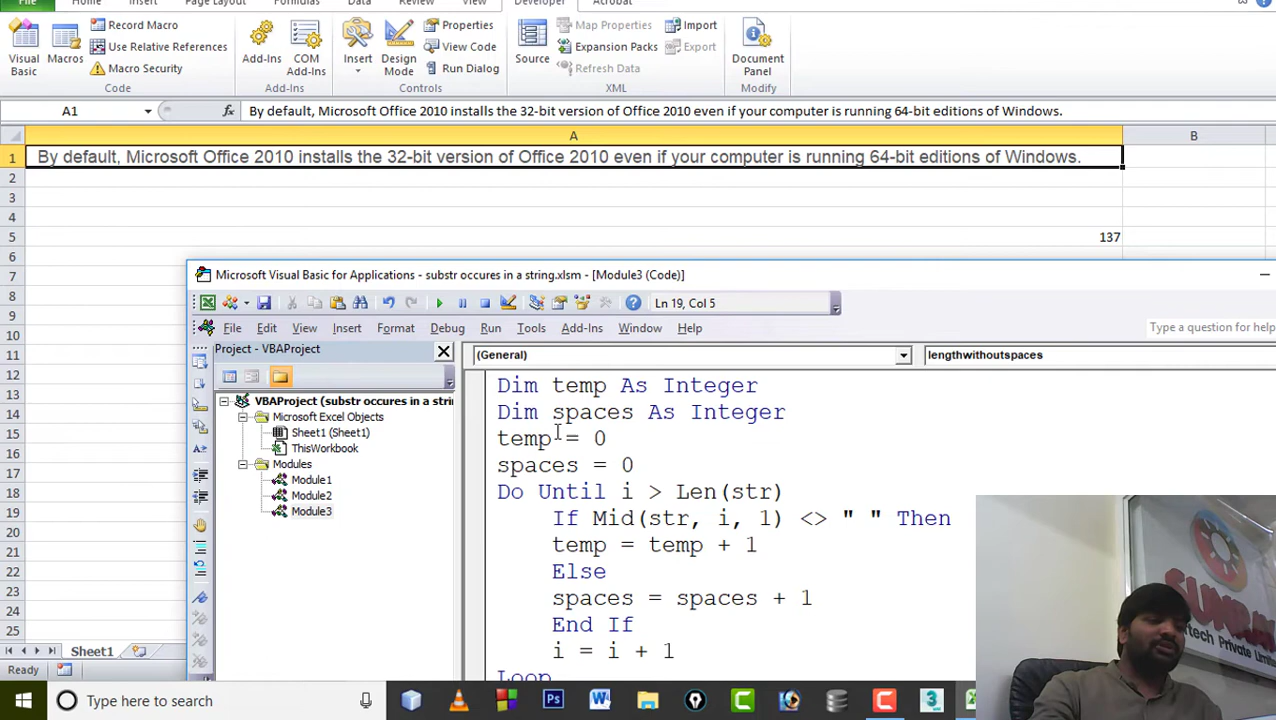 File Home Insert Page Layout Formulas Data Review View Developer Acrobat
Visual Basic
Macros
Record Macro
Use Relative References
Macro Security
Code
Add-Ins
COM Add-Ins
Add-Ins
Insert
Design Mode
Properties
View Code
Run Dialog
Controls
Source
Map Properties
Expansion Packs
Refresh Data
Import
Export
XML
Document Panel
Modify
A1 fx By default, Microsoft Office 2010 installs the 32-bit version of Office 2010 even if your computer is running 64-bit editions of Windows.
A B
1 By default, Microsoft Office 2010 installs the 32-bit version of Office 2010 even if your computer is running 64-bit editions of Windows.
2
3
4
5 137
6
7
8
9
10
11
12
13
14
15
16
17
18
19
20
21
22
23
24
25
Microsoft Visual Basic for Applications - substr occures in a string.xlsm - [Module3 (Code)]
Ln 19, Col 5
File Edit View Insert Format Debug Run Tools Add-Ins Window Help
Type a question for help
Project - VBAProject
VBAProject (substr occures in a stri
Microsoft Excel Objects
Sheet1 (Sheet1)
ThisWorkbook
Modules
Module1
Module2
Module3
(General) lengthwithoutspaces
Dim temp As Integer
Dim spaces As Integer
temp = 0
spaces = 0
Do Until i > Len(str)
If Mid(str, i, 1) <> " " Then
temp = temp + 1
Else
spaces = spaces + 1
End If
i = i + 1
Loop
Sheet1
Ready
Type here to search
rtech Private Limited